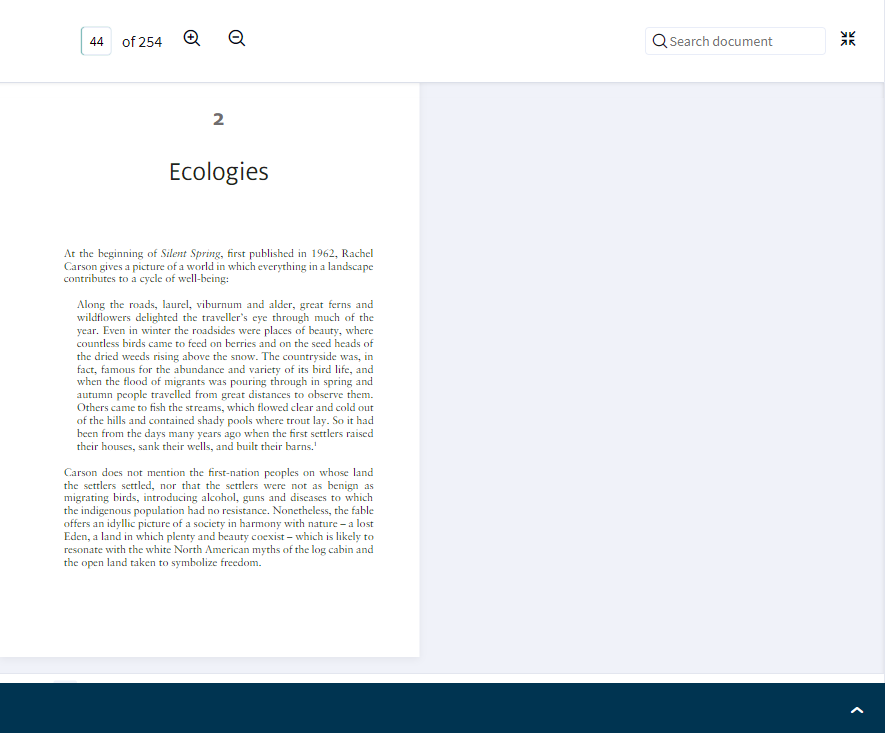 44 of 254 Search document
2
Ecologies
At the beginning of Silent Spring, first published in 1962, Rachel
Carson gives a picture of a world in which everything in a landscape
contributes to a cycle of well-being:
Along the roads, laurel, viburnum and alder, great ferns and
wildflowers delighted the traveller's eye through much of the
year. Even in winter the roadsides were places of beauty, where
countless birds came to feed on berries and on the seed heads of
the dried weeds rising above the snow. The countryside was, in
fact, famous for the abundance and variety of its bird life, and
when the flood of migrants was pouring through in spring and
autumn people travelled from great distances to observe them.
Others came to fish the streams, which flowed clear and cold out
of the hills and contained shady pools where trout lay. So it had
been from the days many years ago when the first settlers raised
their houses, sank their wells, and built their barns.¹
Carson does not mention the first-nation peoples on whose land
the settlers settled, nor that the settlers were not as benign as
migrating birds, introducing alcohol, guns and diseases to which
the indigenous population had no resistance. Nonetheless, the fable
offers an idyllic picture of a society in harmony with nature – a lost
Eden, a land in which plenty and beauty coexist – which is likely to
resonate with the white North American myths of the log cabin and
the open land taken to symbolize freedom.